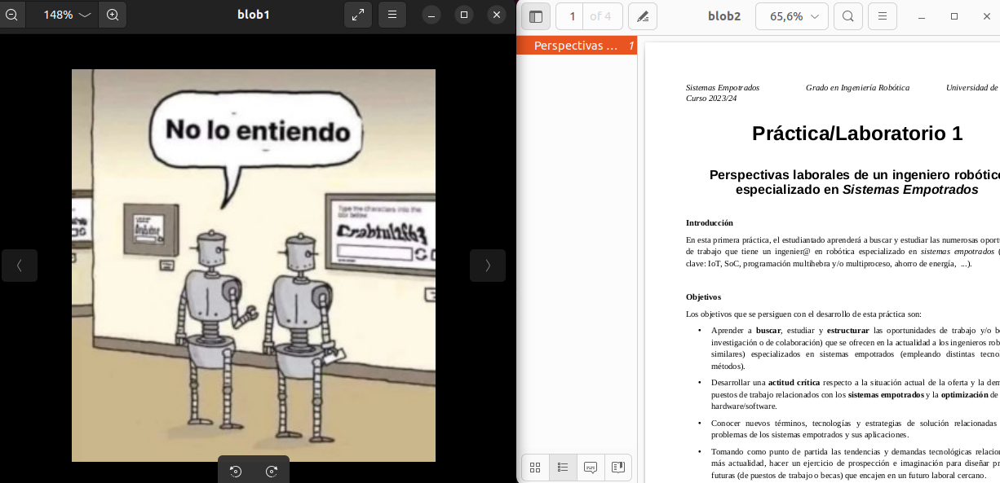 148%
blob1
No lo entiendo
Type the characters into the
box below
1
of 4
blob2
65,6%
Perspectivas ... 1
Sistemas Empotrados Grado en Ingeniería Robótica Universidad de
Curso 2023/24
Práctica/Laboratorio 1
Perspectivas laborales de un ingeniero robótic
especializado en Sistemas Empotrados
Introducción
En esta primera práctica, el estudiantado aprenderá a buscar y estudiar las numerosas oport
de trabajo que tiene un ingenier@ en robótica especializado en sistemas empotrados (
clave: IoT, SoC, programación multihebra y/o multiproceso, ahorro de energía, ...).
Objetivos
Los objetivos que se persiguen con el desarrollo de esta práctica son:
• Aprender a buscar, estudiar y estructurar las oportunidades de trabajo y/o b
investigación o de colaboración) que se ofrecen en la actualidad a los ingenieros rob
similares) especializados en sistemas empotrados (empleando distintas tecno
métodos).
• Desarrollar una actitud crítica respecto a la situación actual de la oferta y la dem
puestos de trabajo relacionados con los sistemas empotrados y la optimización de
hardware/software.
• Conocer nuevos términos, tecnologías y estrategias de solución relacionadas
problemas de los sistemas empotrados y sus aplicaciones.
• Tomando como punto de partida las tendencias y demandas tecnológicas relacio
más actualidad, hacer un ejercicio de prospección e imaginación para diseñar pr
futuras (de puestos de trabajo o becas) que encajen en un futuro laboral cercano.